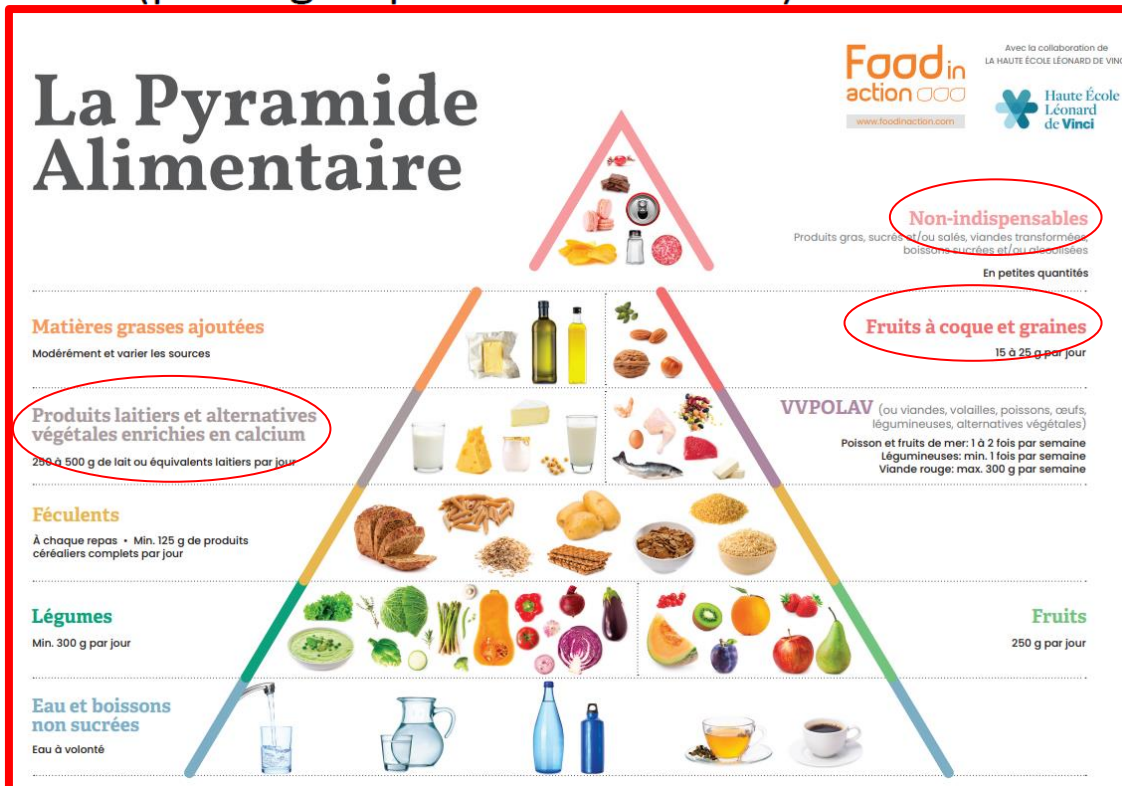 La Pyramide
Alimentaire
Food in
action
www.foodinaction.com
Avec la collaboration de
LA HAUTE ÉCOLE LÉONARD DE VINCI
Haute École
Léonard
de Vinci
Non-indispensables
Produits gras, sucrés et/ou salés, viandes transformées,
boissons sucrées et/ou alcoolisées
En petites quantités
Matières grasses ajoutées
Modérément et varier les sources
Fruits à coque et graines
15 à 25 g par jour
Produits laitiers et alternatives
végétales enrichies en calcium
250 à 500 g de lait ou équivalents laitiers par jour
VVPOLAV (ou viandes, volailles, poissons, œufs,
légumineuses, alternatives végétales)
Poisson et fruits de mer: 1 à 2 fois par semaine
Légumineuses: min. 1 fois par semaine
Viande rouge: max. 300 g par semaine
Féculents
À chaque repas • Min. 125 g de produits
céréaliers complets par jour
Légumes
Min. 300 g par jour
Fruits
250 g par jour
Eau et boissons
non sucrées
Eau à volonté